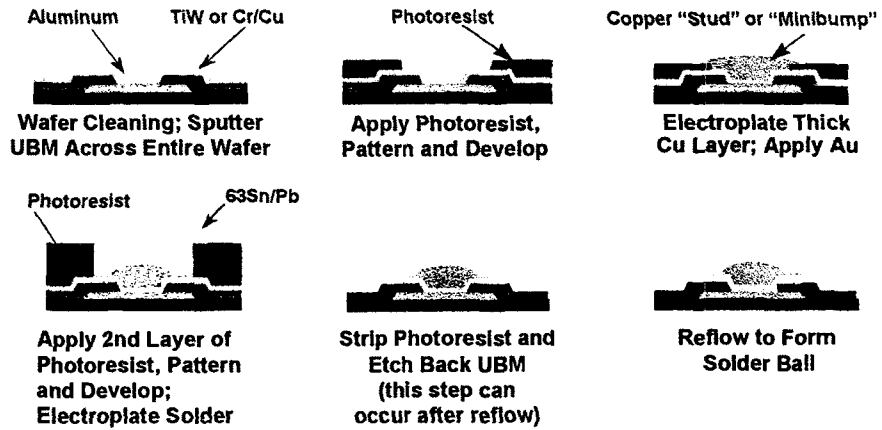 Aluminum
TiW or Cr/Cu
Wafer Cleaning; Sputter
UBM Across Entire Wafer
Photoresist
Apply Photoresist,
Pattern and Develop
Copper “Stud” or “Minibump”
Electroplate Thick
Cu Layer; Apply Au
Photoresist
63Sn/Pb
Apply 2nd Layer of
Photoresist, Pattern
and Develop;
Electroplate Solder
Strip Photoresist and
Etch Back UBM
(this step can
occur after reflow)
Reflow to Form
Solder Ball